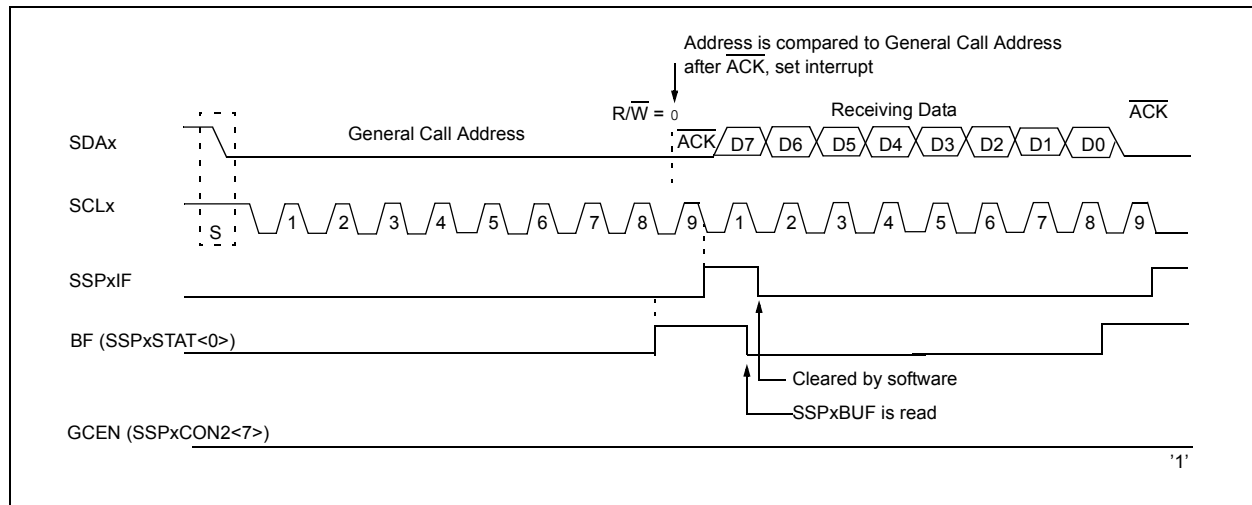 Address is compared to General Call Address
after ACK, set interrupt
R/W = 0
General Call Address
Receiving Data
ACK
SDAx
ACK D7 D6 D5 D4 D3 D2 D1 D0
SCLx
S
1 2 3 4 5 6 7 8 9 1 2 3 4 5 6 7 8 9
SSPxIF
BF (SSPxSTAT<0>)
Cleared by software
SSPxBUF is read
GCEN (SSPxCON2<7>)
'1'